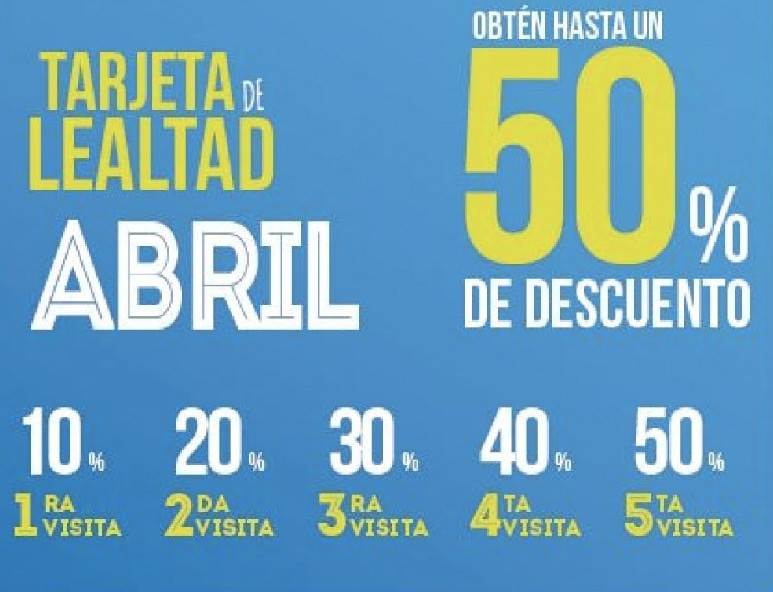 TARJETA DE
LEALTAD
ABRIL
OBTÉN HASTA UN
50%
DE DESCUENTO
10%
1RA VISITA
20%
2DA VISITA
30%
3RA VISITA
40%
4TA VISITA
50%
5TA VISITA